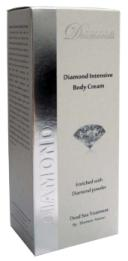 Diamonds
Diamond Intensive
Body Cream
Enriched with
Diamond powder
Dead Sea Treatment
DIAMOND